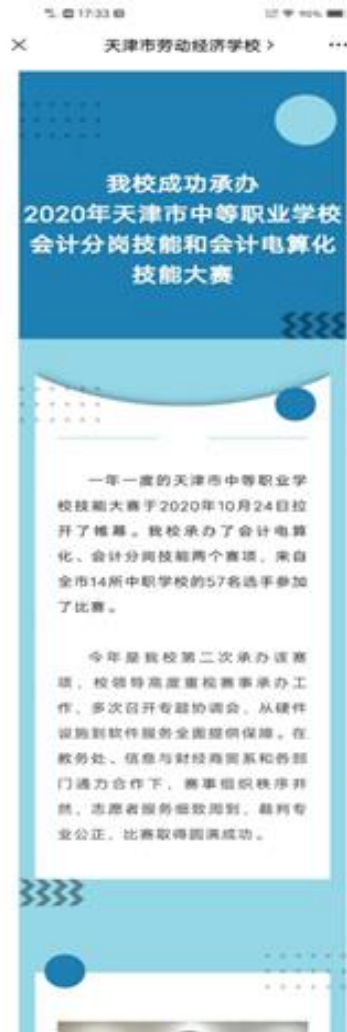 17:33
天津市劳动经济学校 >
我校成功承办
2020年天津市中等职业学校
会计分岗技能和会计电算化
技能大赛
一年一度的天津市中等职业学
校技能大赛于2020年10月24日拉
开了帷幕。我校承办了会计电算
化、会计分岗技能两个赛项，来自
全市14所中职学校的57名选手参加
了比赛。
今年是我校第二次承办该赛
项，校领导高度重视赛事承办工
作，多次召开专题协调会，从硬件
设施到软件服务全面提供保障。在
教务处、信息与财经商贸系和各部
门通力合作下，赛事组织秩序井
然，志愿者服务细致周到，裁判专
业公正，比赛取得圆满成功。